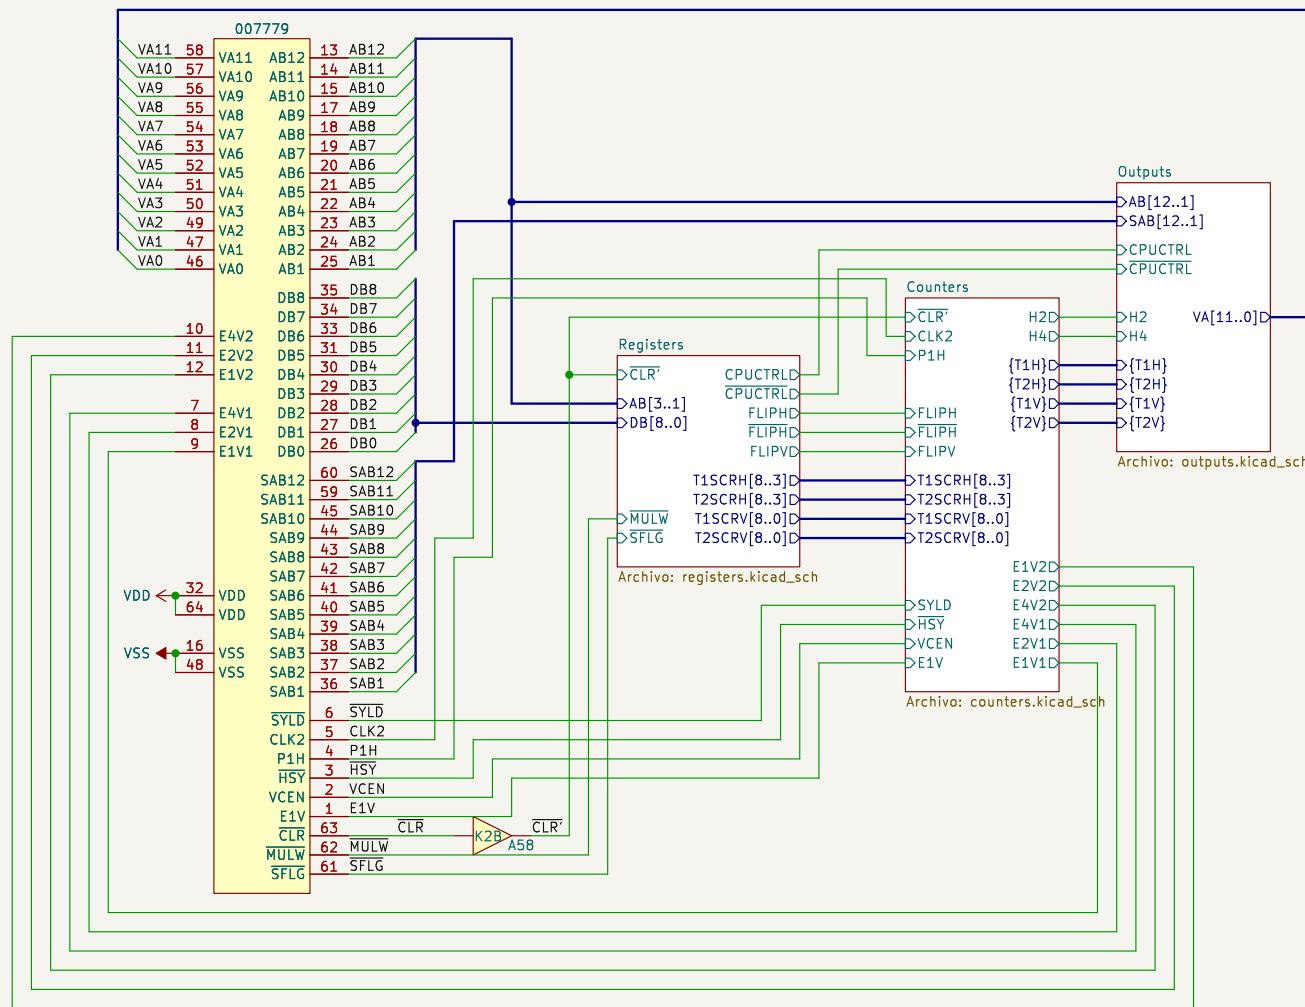 007779
VA11 58 VA11
VA10 57 VA10
VA9 56 VA9
VA8 55 VA8
VA7 54 VA7
VA6 53 VA6
VA5 52 VA5
VA4 51 VA4
VA3 50 VA3
VA2 49 VA2
VA1 47 VA1
VA0 46 VA0
10 E4V2
11 E2V2
12 E1V2
7 E4V1
8 E2V1
9 E1V1
VDD 32 VDD
64 VDD
VSS 16 VSS
48 VSS
AB12 13 AB12
AB11 14 AB11
AB10 15 AB10
AB9 17 AB9
AB8 18 AB8
AB7 19 AB7
AB6 20 AB6
AB5 21 AB5
AB4 22 AB4
AB3 23 AB3
AB2 24 AB2
AB1 25 AB1
DB8 35 DB8
DB7 34 DB7
DB6 33 DB6
DB5 31 DB5
DB4 30 DB4
DB3 29 DB3
DB2 28 DB2
DB1 27 DB1
DB0 26 DB0
SAB12 60 SAB12
SAB11 59 SAB11
SAB10 45 SAB10
SAB9 44 SAB9
SAB8 43 SAB8
SAB7 42 SAB7
SAB6 41 SAB6
SAB5 40 SAB5
SAB4 39 SAB4
SAB3 38 SAB3
SAB2 37 SAB2
SAB1 36 SAB1
SYLD 6 SYLD
CLK2 5 CLK2
P1H 4 P1H
HSY 3 HSY
VCEN 2 VCEN
E1V 1 E1V
CLR 63 CLR
MULW 62 MULW
SFLG 61 SFLG
K2B
A58
CLR'
Registers
CLR'
AB[3..1]
DB[8..0]
MULW
SFLG
CPUCTRL
CPUCTRL
FLIPH
FLIPH
FLIPV
T1SCRH[8..3]
T2SCRH[8..3]
T1SCRV[8..0]
T2SCRV[8..0]
Archivo: registers.kicad_sch
Counters
CLR'
CLK2
P1H
FLIPH
FLIPH
FLIPV
T1SCRH[8..3]
T2SCRH[8..3]
T1SCRV[8..0]
T2SCRV[8..0]
SYLD
HSY
VCEN
E1V
H2
H4
{T1H}
{T2H}
{T1V}
{T2V}
E1V2
E2V2
E4V2
E4V1
E2V1
E1V1
Archivo: counters.kicad_sch
Outputs
AB[12..1]
SAB[12..1]
CPUCTRL
CPUCTRL
H2
H4
{T1H}
{T2H}
{T1V}
{T2V}
VA[11..0]
Archivo: outputs.kicad_sch